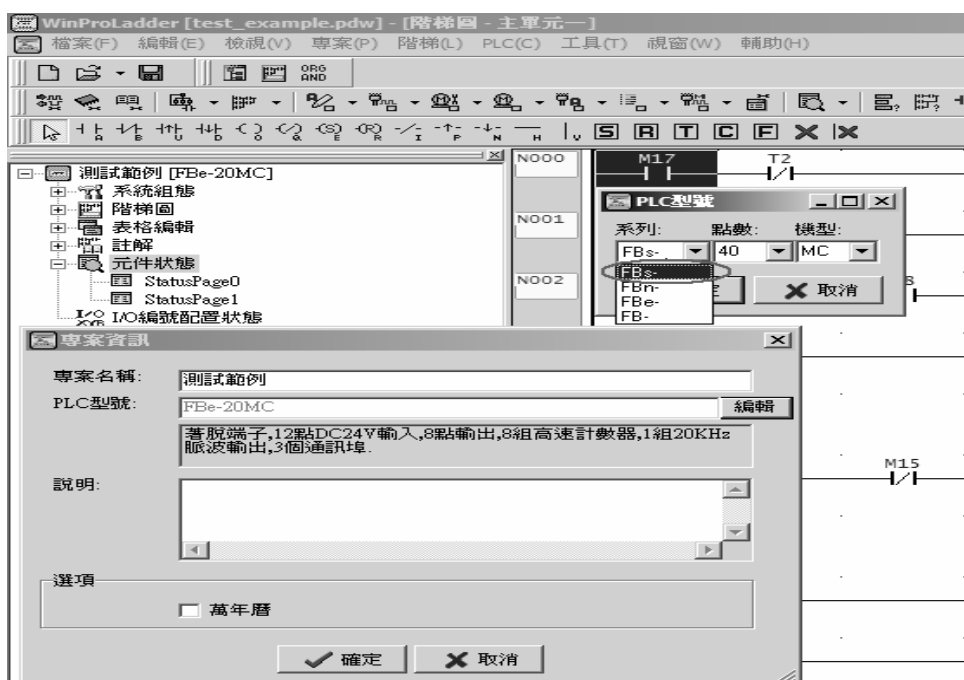 WinProLadder [test_example.pdw] - [階梯圖 - 主單元一]
檔案(F) 編輯(E) 檢視(V) 專案(P) 階梯(L) PLC(C) 工具(T) 視窗(W) 輔助(H)
ORG
AND
S R T C F
測試範例 [FBe-20MC]
系統組態
階梯圖
表格編輯
註解
元件狀態
StatusPage0
StatusPage1
I/O編號配置狀態
N000
N001
N002
M17
T2
PLC型號
系列: 點數: 機型:
FBs- 40 MC
FBs-
FBn-
FBe-
FB-
取消
專案資訊
專案名稱: 測試範例
PLC型號: FBe-20MC 編輯
著脫端子,12點DC24V輸入,8點輸出,8組高速計數器,1組20KHz
脈波輸出,3個通訊埠.
說明:
選項
萬年曆
確定 取消
M15